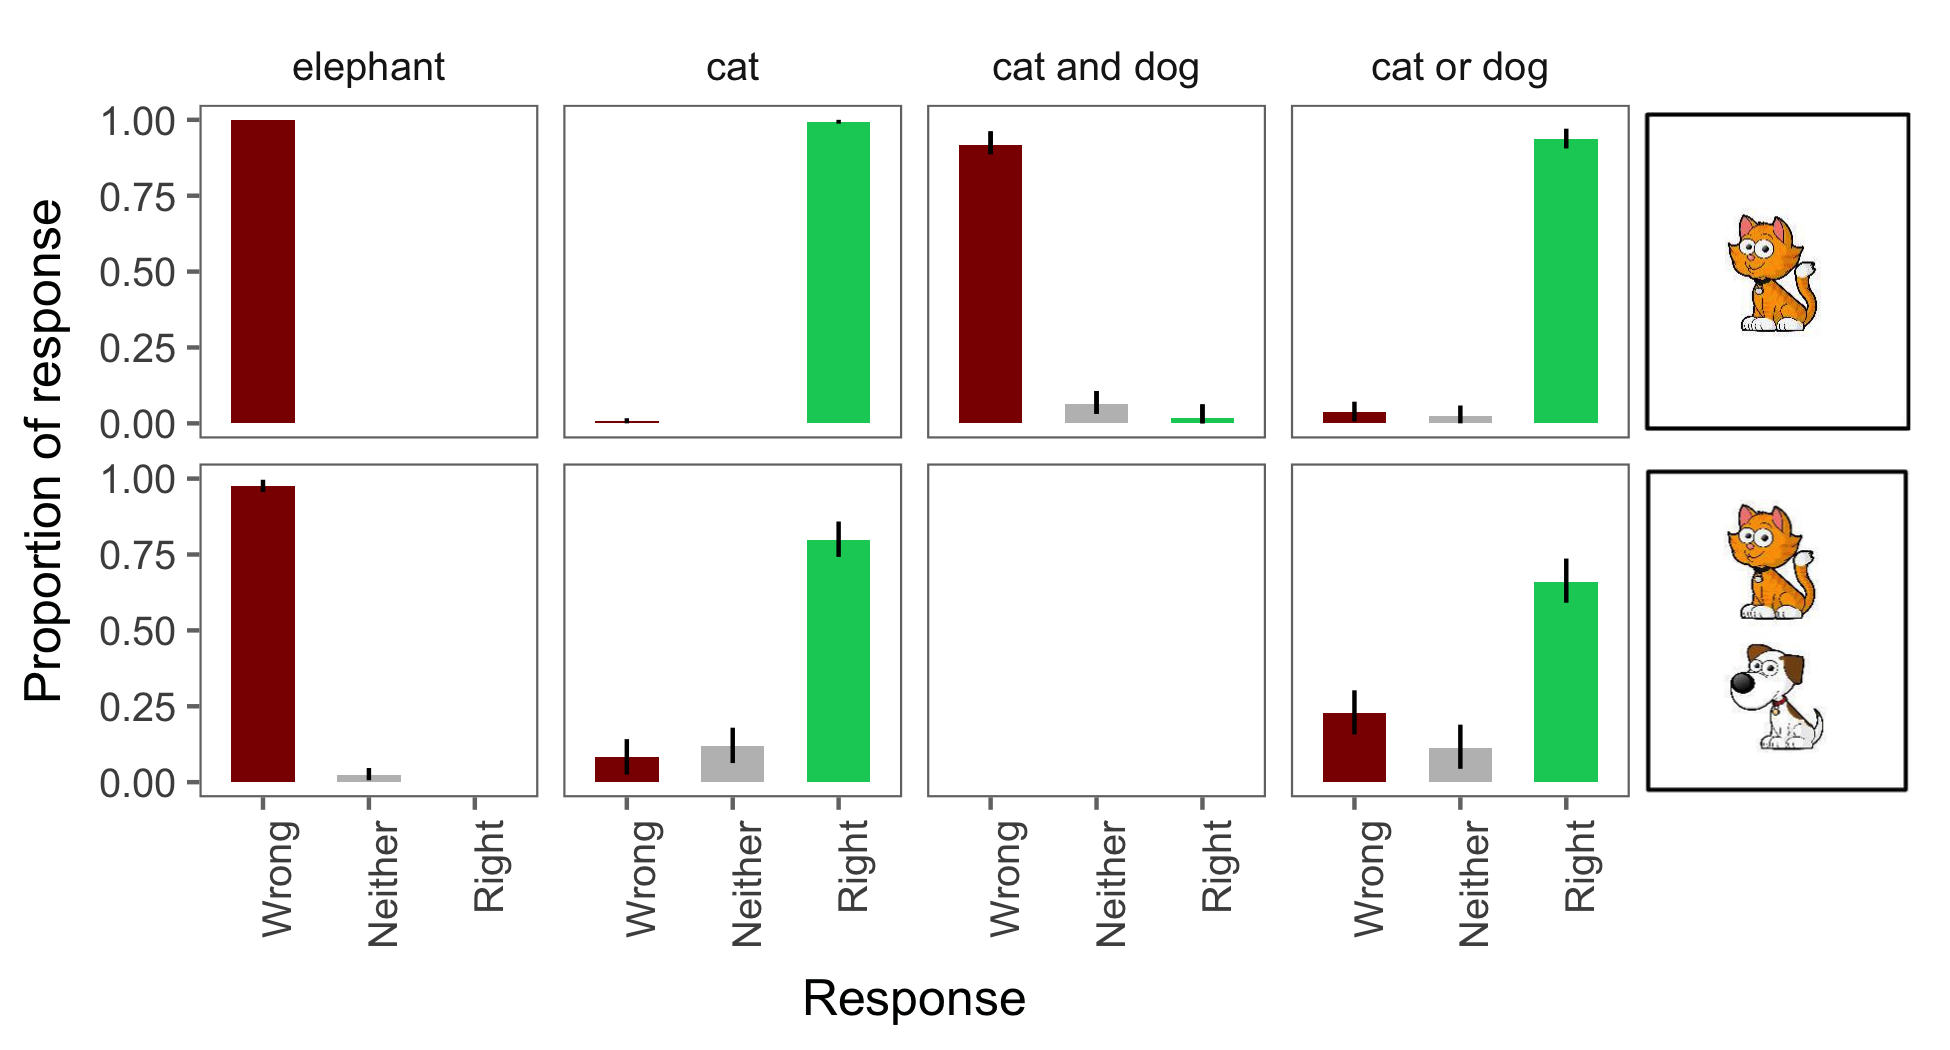 elephant cat cat and dog cat or dog
Proportion of response
1.00
0.75
0.50
0.25
0.00
1.00
0.75
0.50
0.25
0.00
Wrong Neither Right Wrong Neither Right Wrong Neither Right Wrong Neither Right
Response